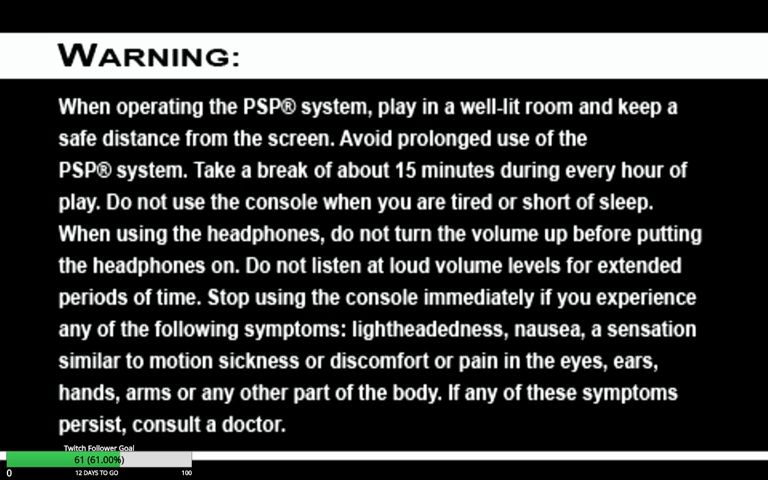 WARNING:
When operating the PSP® system, play in a well-lit room and keep a
safe distance from the screen. Avoid prolonged use of the
PSP® system. Take a break of about 15 minutes during every hour of
play. Do not use the console when you are tired or short of sleep.
When using the headphones, do not turn the volume up before putting
the headphones on. Do not listen at loud volume levels for extended
periods of time. Stop using the console immediately if you experience
any of the following symptoms: lightheadedness, nausea, a sensation
similar to motion sickness or discomfort or pain in the eyes, ears,
hands, arms or any other part of the body. If any of these symptoms
persist, consult a doctor.
Twitch Follower Goal
61 (61.00%)
0 12 DAYS TO GO 100